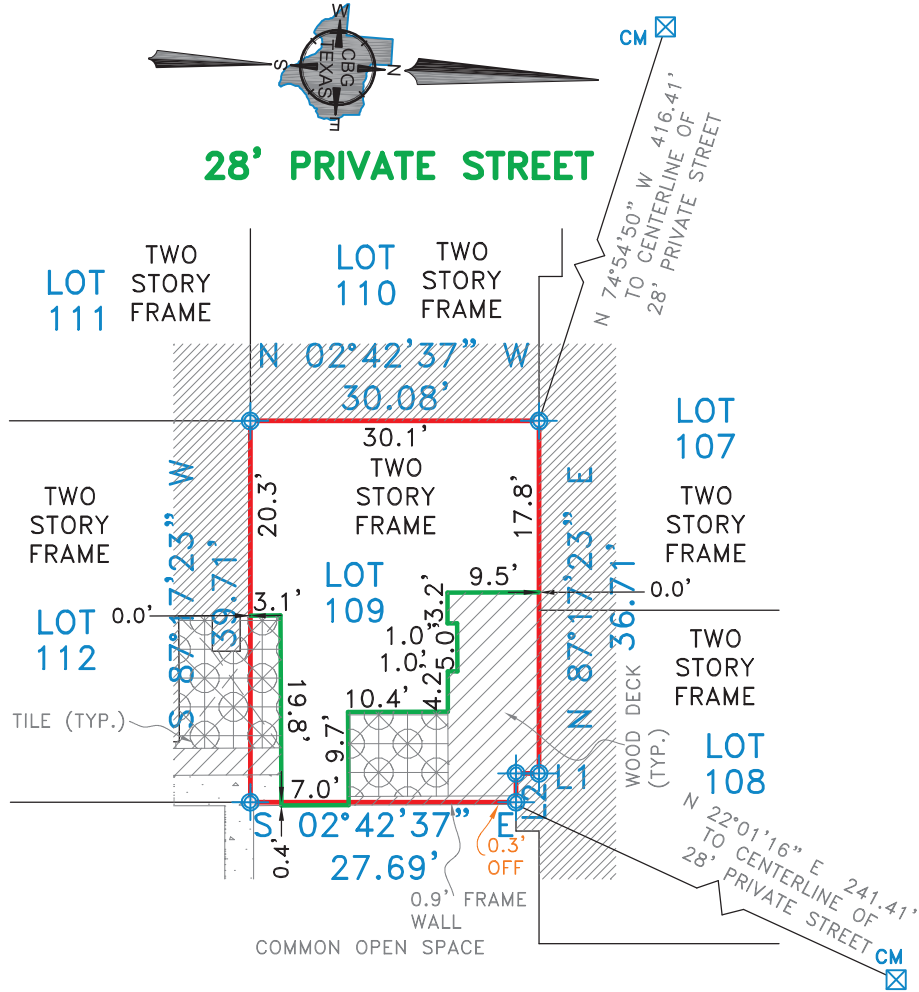 W
S
CBG
TEXAS
N
E
CM
28' PRIVATE STREET
N 74°54'50" W 416.41'
TO CENTERLINE OF
28' PRIVATE STREET
LOT
111
TWO
STORY
FRAME
LOT
110
TWO
STORY
FRAME
N 02°42'37" W
30.08'
30.1'
TWO
STORY
FRAME
LOT
107
TWO
STORY
FRAME
TWO
STORY
FRAME
S 87°17'23" W
39.71'
20.3'
17.8'
N 87°17'23" E
36.71'
LOT
109
9.5'
0.0'
3.2'
0.0'
3.1'
1.0'
5.0'
1.0'
4.25'
LOT
112
TWO
STORY
FRAME
10.4'
19.8'
9.7'
TILE (TYP.)
WOOD DECK
(TYP.)
LOT
108
L1
L2
7.0'
0.4'
S 02°42'37" E
27.69'
0.3'
OFF
0.9' FRAME
WALL
COMMON OPEN SPACE
N 22°01'16" E 241.41'
TO CENTERLINE OF
28' PRIVATE STREET
CM